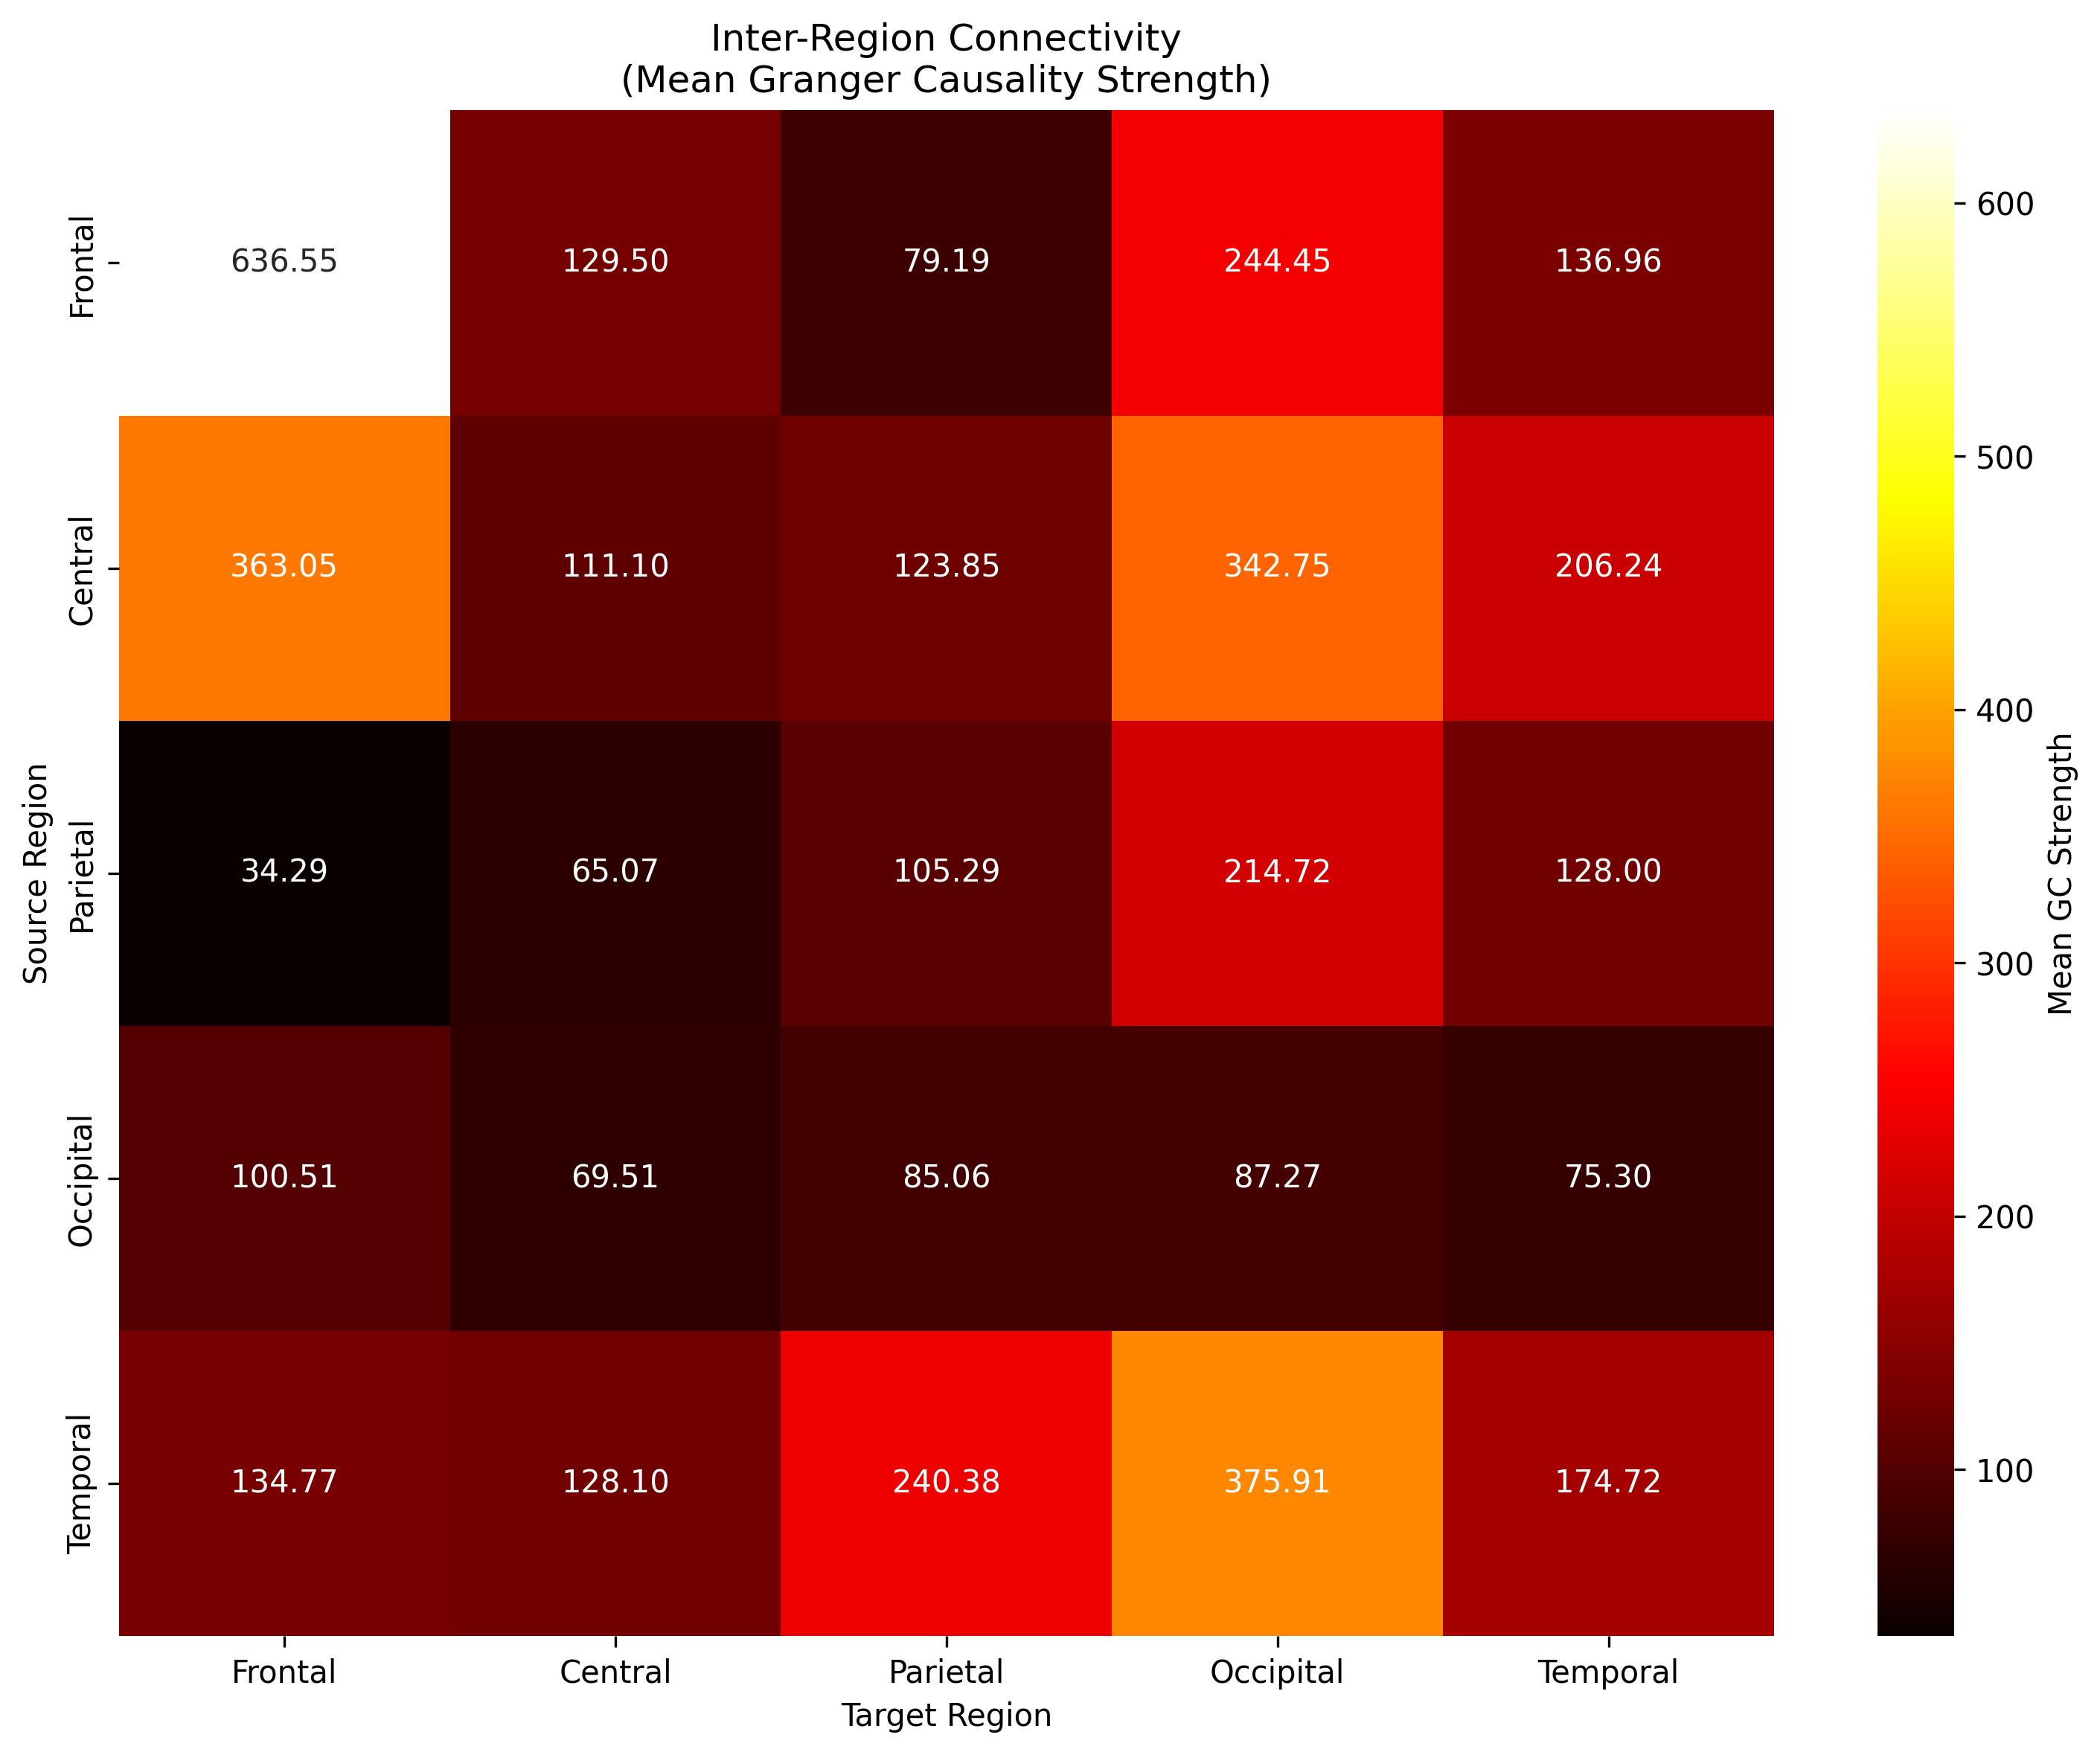 Inter-Region Connectivity
(Mean Granger Causality Strength)
Source Region
Frontal
636.55 129.50 79.19 244.45 136.96
Central
363.05 111.10 123.85 342.75 206.24
Parietal
34.29 65.07 105.29 214.72 128.00
Occipital
100.51 69.51 85.06 87.27 75.30
Temporal
134.77 128.10 240.38 375.91 174.72
Frontal Central Parietal Occipital Temporal
Target Region
600
500
400
300
200
100
Mean GC Strength